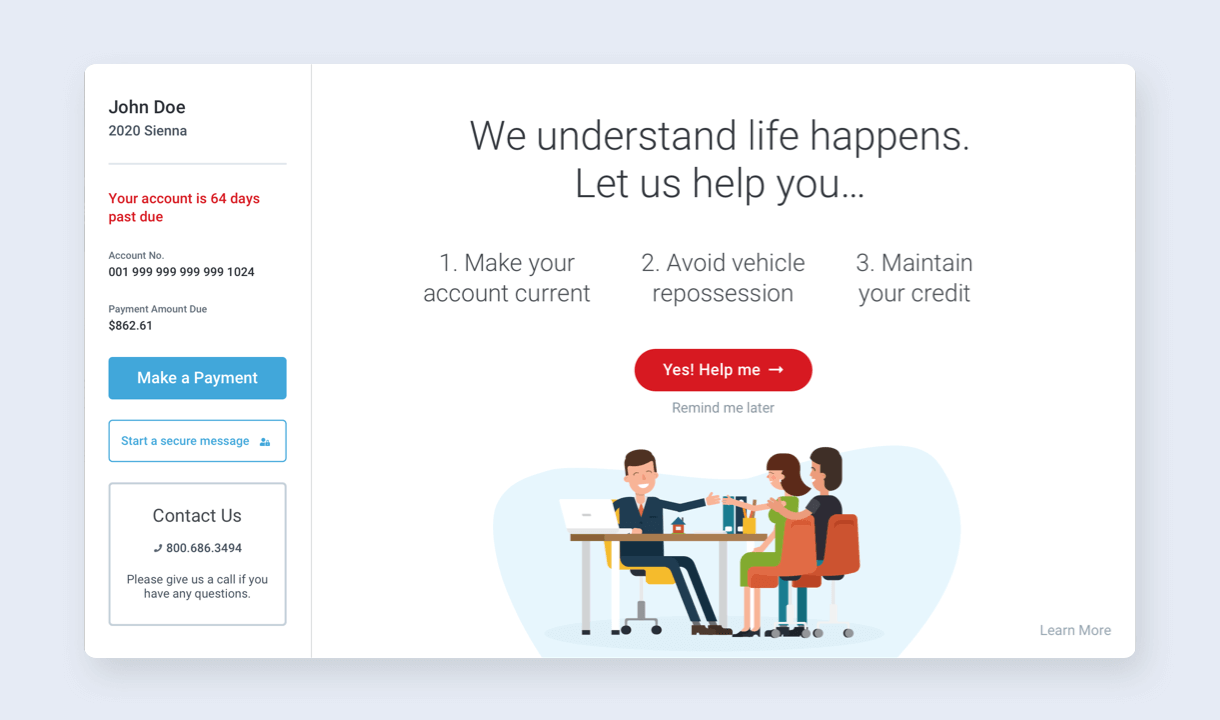 John Doe
2020 Sienna
Your account is 64 days
past due
Account No.
001 999 999 999 999 1024
Payment Amount Due
$862.61
Make a Payment
Start a secure message
Contact Us
800.686.3494
Please give us a call if you
have any questions.
We understand life happens.
Let us help you...
1. Make your
account current
2. Avoid vehicle
repossession
3. Maintain
your credit
Yes! Help me →
Remind me later
Learn More